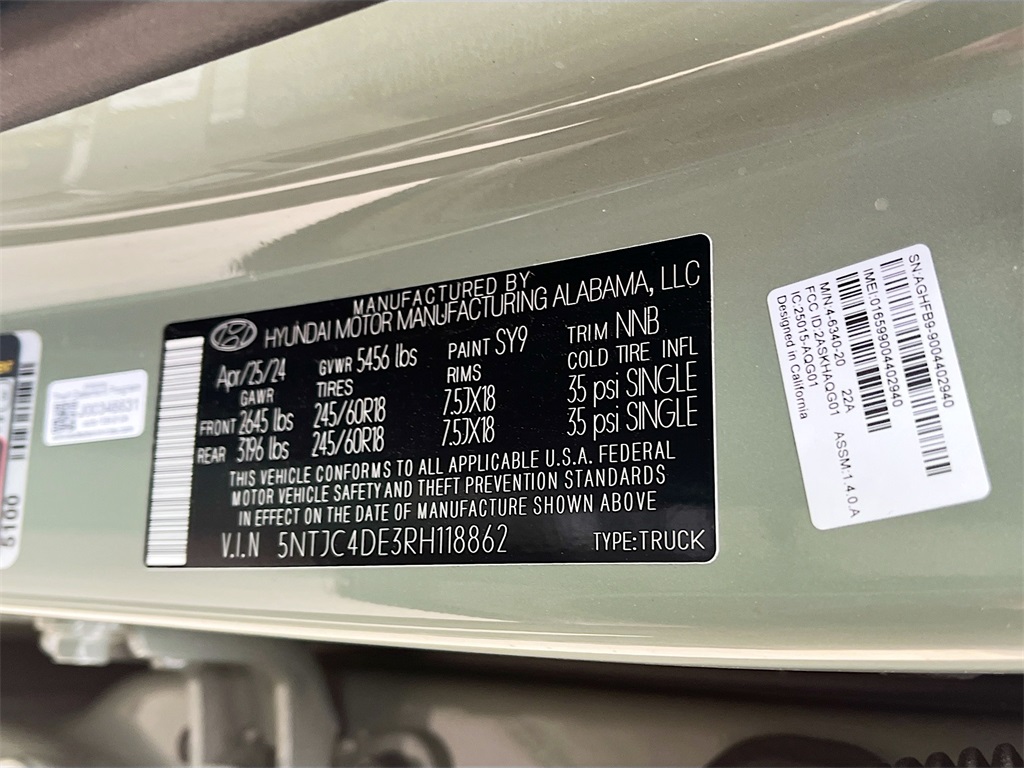 MANUFACTURED BY
HYUNDAI MOTOR MANUFACTURING ALABAMA, LLC
Apr/25/24 GVWR 5456 lbs PAINT SY9 TRIM NNB
GAWR TIRES RIMS COLD TIRE INFL
FRONT 2645 lbs 245/60R18 7.5JX18 35 psi SINGLE
REAR 3196 lbs 245/60R18 7.5JX18 35 psi SINGLE
THIS VEHICLE CONFORMS TO ALL APPLICABLE U.S.A. FEDERAL
MOTOR VEHICLE SAFETY AND THEFT PREVENTION STANDARDS
IN EFFECT ON THE DATE OF MANUFACTURE SHOWN ABOVE
V.I.N 5NTJC4DE3RH118862 TYPE:TRUCK
SN:AGHFB9-9004402940
IMEI:016599004402940
M/N:4-6340-20 22A ASSM:1.4.0.A
FCC ID:2ASKHAQG01
IC:25015-AQG01
Designed in California
5100